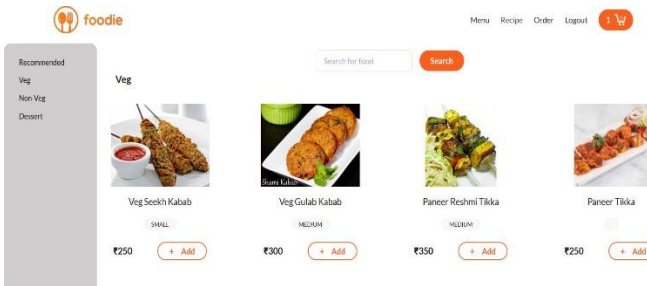 foodie
Menu Recipe Order Logout 1
Search for food Search
Recommended
Veg
Non Veg
Dessert
Veg
Shami Kabab
Veg Seekh Kabab Veg Gulab Kabab Paneer Reshmi Tikka Paneer Tikka
SMALL MEDIUM MEDIUM
₹250 + Add ₹300 + Add ₹350 + Add ₹250 + Add